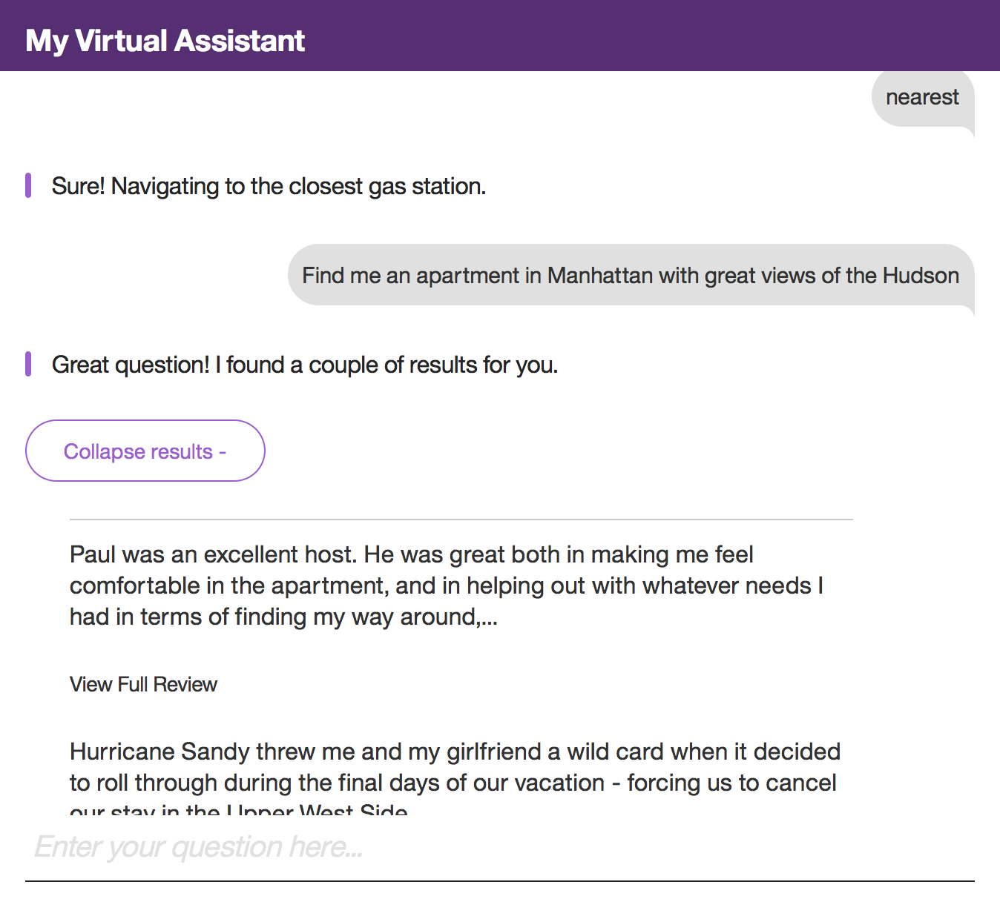 My Virtual Assistant
nearest
Sure! Navigating to the closest gas station.
Find me an apartment in Manhattan with great views of the Hudson
Great question! I found a couple of results for you.
Collapse results -
Paul was an excellent host. He was great both in making me feel
comfortable in the apartment, and in helping out with whatever needs I
had in terms of finding my way around,...
View Full Review
Hurricane Sandy threw me and my girlfriend a wild card when it decided
to roll through during the final days of our vacation - forcing us to cancel
our stay in the Upper West Side
Enter your question here...